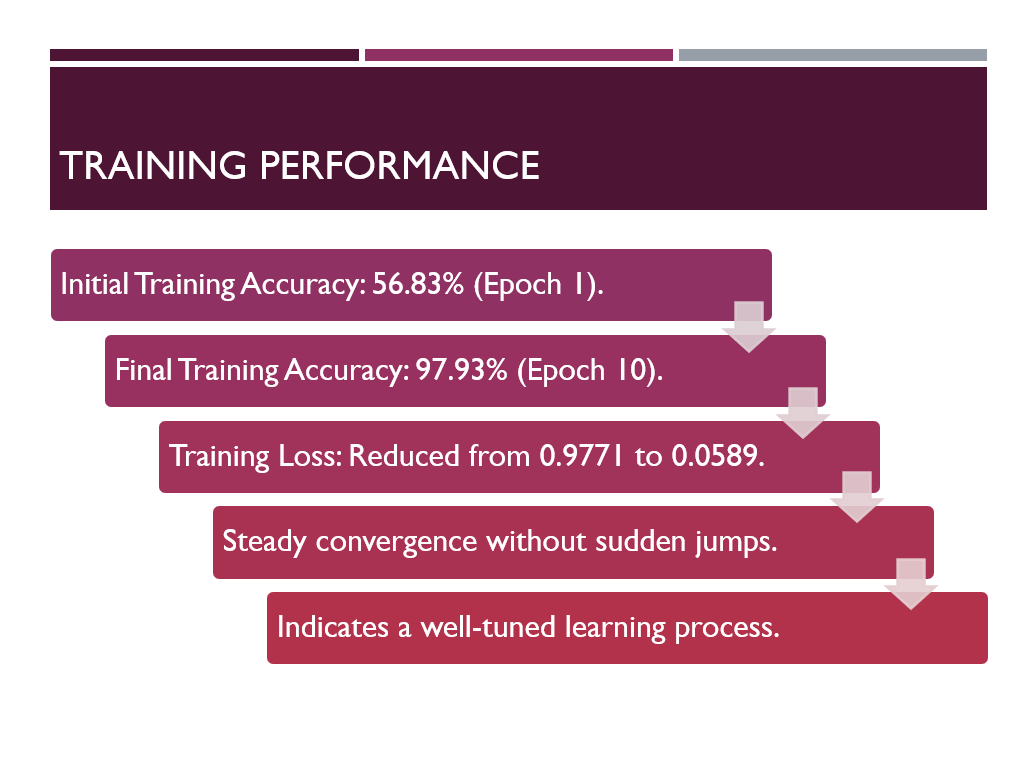 TRAINING PERFORMANCE
Initial Training Accuracy: 56.83% (Epoch 1).
Final Training Accuracy: 97.93% (Epoch 10).
Training Loss: Reduced from 0.9771 to 0.0589.
Steady convergence without sudden jumps.
Indicates a well-tuned learning process.